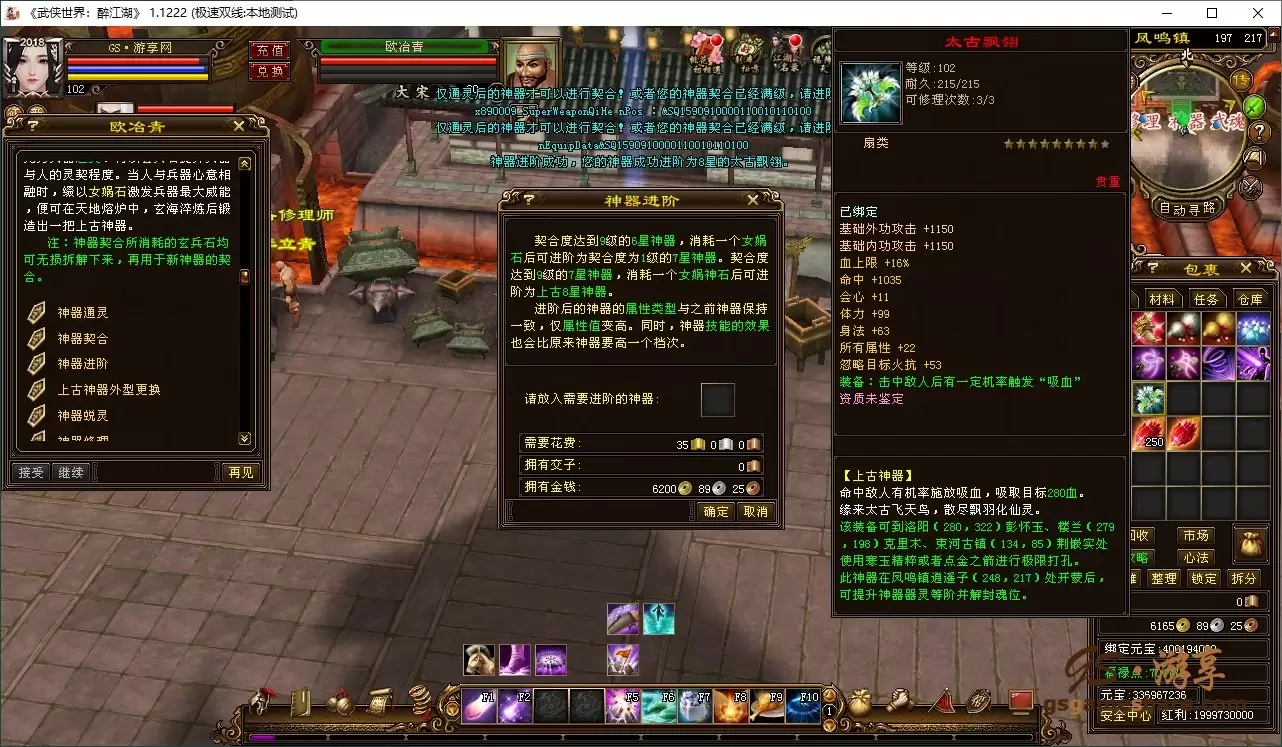 《武侠世界：醉江湖》 1.1222 (极速双线:本地测试)
2018
GS·游享网
102
充值
兑换
欧冶青
大宋
仅通灵后的神器才可以进行契合！或者您的神器契合已经满级，请进阶
仅通灵后的神器才可以进行契合！或者您的神器契合已经满级，请进阶
神器进阶成功，您的神器成功进阶为8星的太古飘翎。
欧冶青
与人的灵契程度。当人与兵器心意相
融时，缀以女娲石激发兵器最大威能
，便可在天地熔炉中，玄海淬炼后锻
造出一把上古神器。
注：神器契合所消耗的玄兵石均
可无损拆解下来，再用于新神器的契
合。
神器通灵
神器契合
神器进阶
上古神器外型更换
神器蜕灵
神器修理
接受
继续
再见
修理师
神器进阶
契合度达到9级的6星神器，消耗一个女娲
石后可进阶为契合度为1级的7星神器。契合度
达到9级的7星神器，消耗一个女娲神石后可进
阶为上古8星神器。
进阶后的神器的属性类型与之前神器保持
一致，仅属性值变高。同时，神器技能的效果
也会比原来神器要高一个档次。
请放入需要进阶的神器：
需要花费： 35 0 0
拥有交子： 0
拥有金钱： 6200 89 25
确定
取消
太古飘翎
等级:102
耐久:215/215
可修理次数:3/3
扇类
贵重
已绑定
基础外功攻击 +1150
基础内功攻击 +1150
血上限 +16%
命中 +1035
会心 +11
体力 +99
身法 +63
所有属性 +22
忽略目标火抗 +53
装备：击中敌人后有一定机率触发“吸血”
资质未鉴定
【上古神器】
命中敌人有机率施放吸血，吸取目标280血。
缘来太古飞天鸟，散尽飘羽化仙灵。
该装备可到洛阳（280，322）彭怀玉、楼兰（279
，198）克里木、束河古镇（134，85）荆嵌实处
使用寒玉精粹或者点金之箭进行极限打孔。
此神器在凤鸣镇逍遥子（248，217）处开蒙后，
可提升神器器灵等阶并解封魂位。
凤鸣镇
197 217
传
自动寻路
包裹
材料
任务
仓库
250
市场
心法
整理
锁定
拆分
0
6165 89 25
绑定元宝:
元宝:335967236
安全中心
红利:1999730000
F1
F2
F5
F6
F7
F8
F9
F10
1
游享